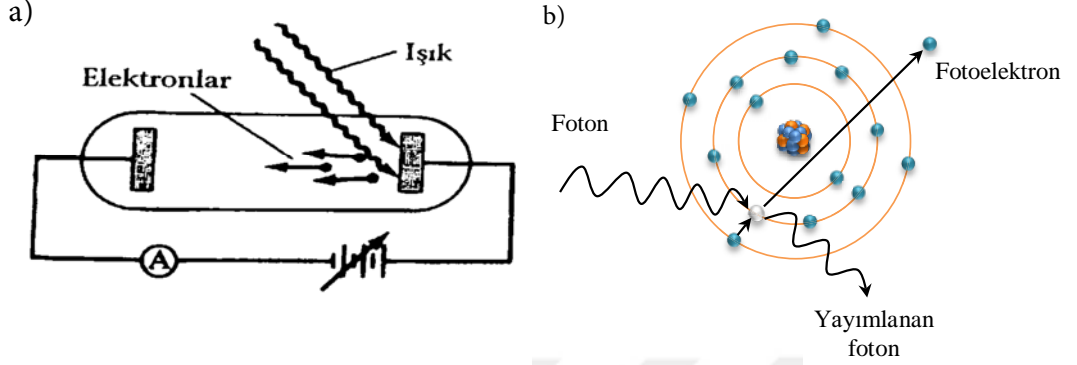 a)
Işık
Elektronlar
A
b)
Fotoelektron
Foton
Yayımlanan
foton